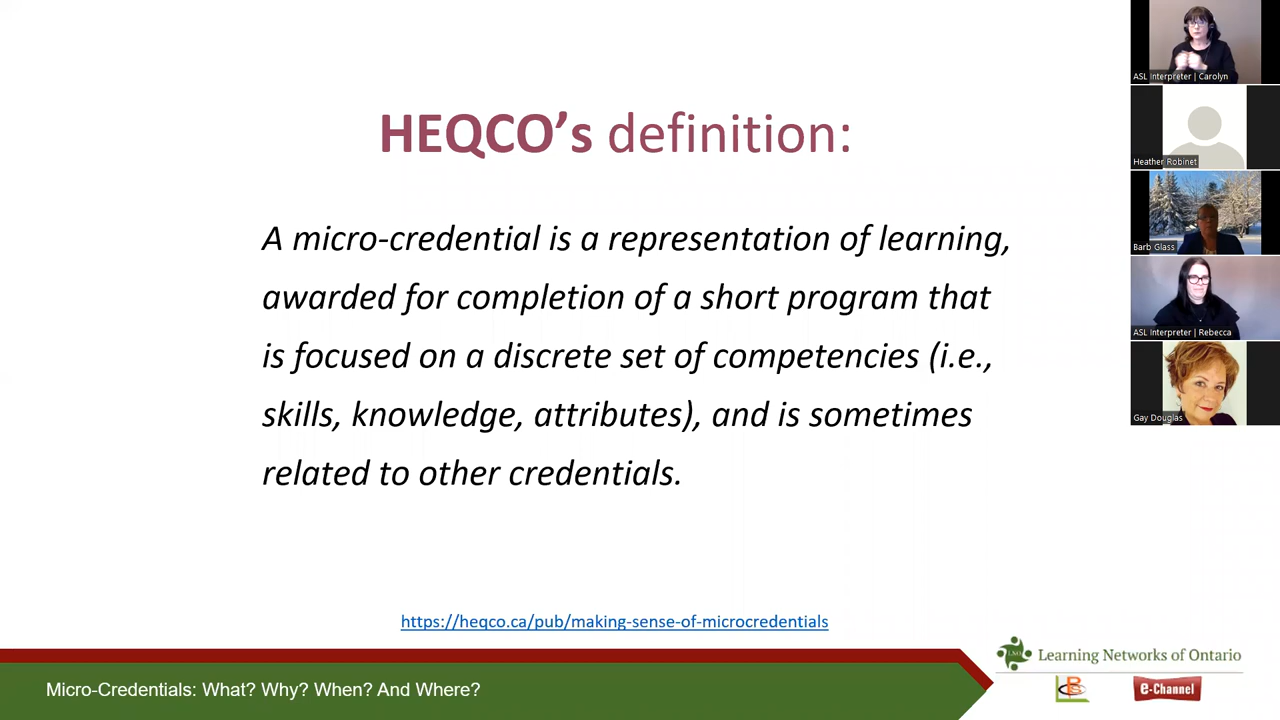 HEQCO's definition:
A micro-credential is a representation of learning,
awarded for completion of a short program that
is focused on a discrete set of competencies (i.e.,
skills, knowledge, attributes), and is sometimes
related to other credentials.
https://heqco.ca/pub/making-sense-of-microcredentials
Micro-Credentials: What? Why? When? And Where?
LNO
Learning Networks of Ontario
LBS
e-Channel
ASL Interpreter | Carolyn
Heather Robinet
Barb Glass
ASL Interpreter | Rebecca
Gay Douglas